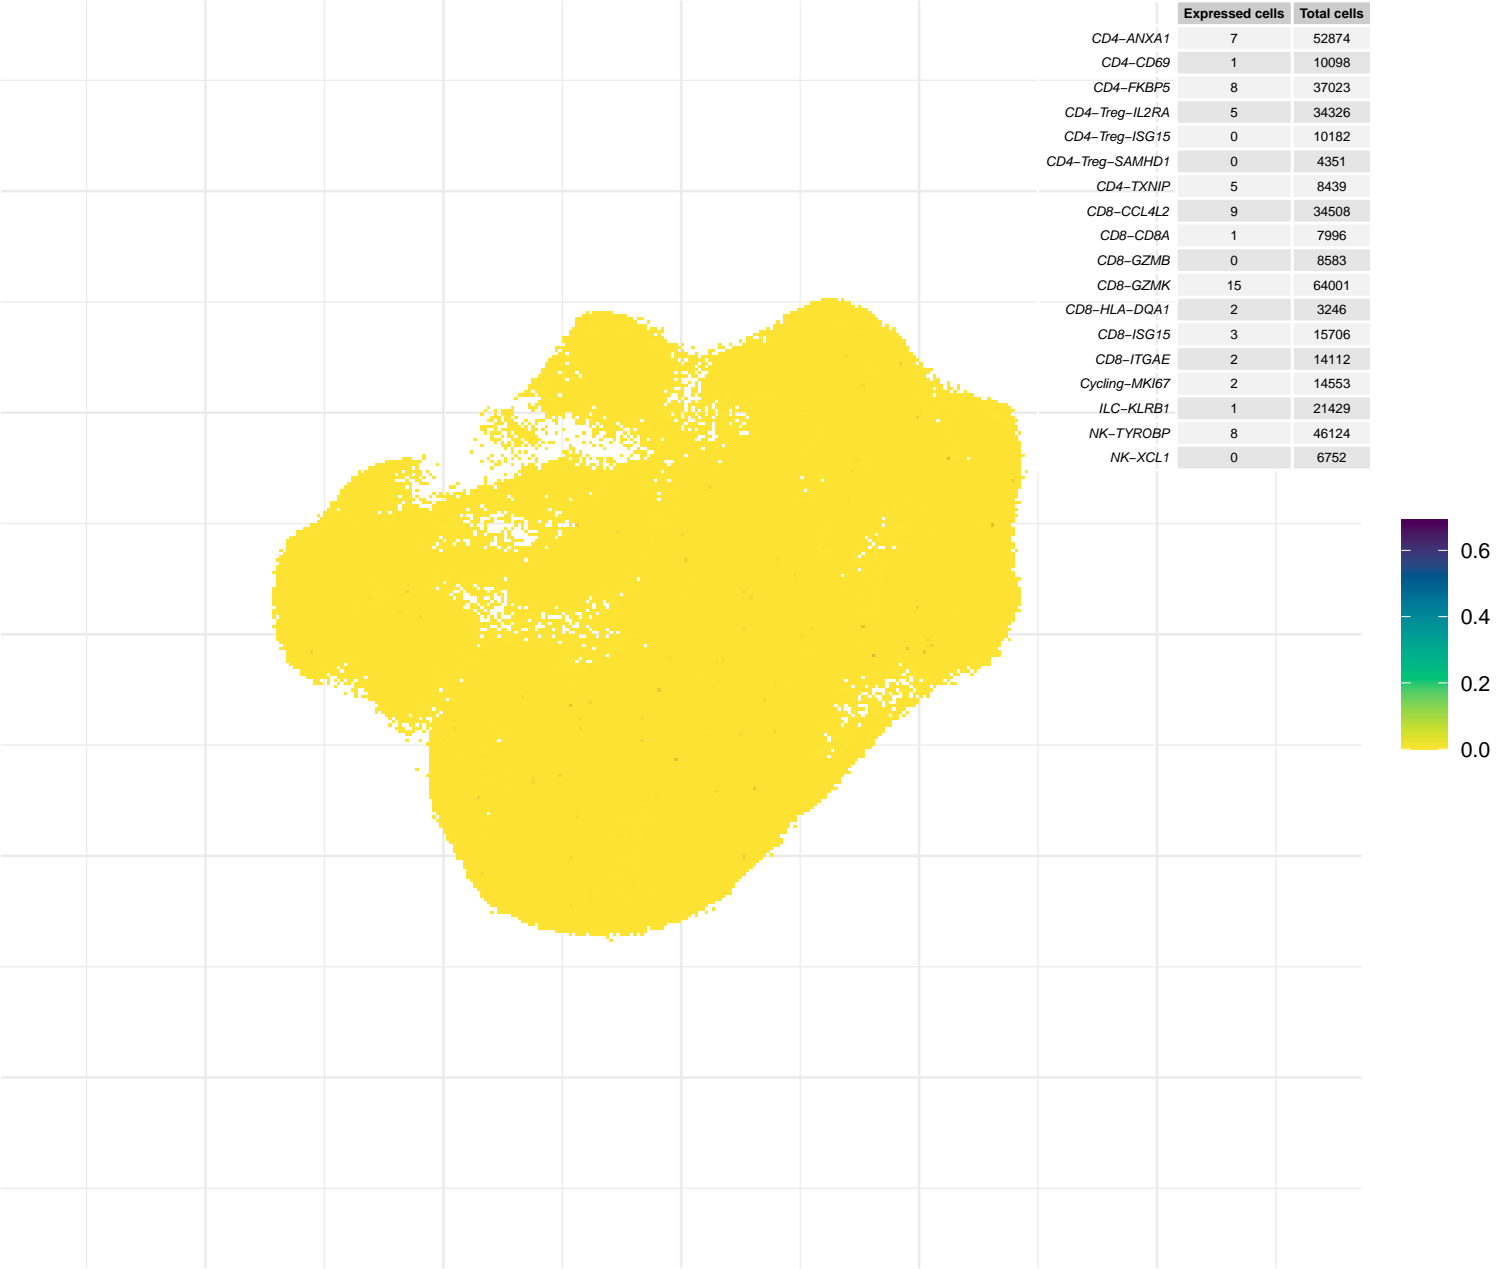 Expressed cells Total cells
CD4−ANXA1 7 52874
CD4−CD69 1 10098
CD4−FKBP5 8 37023
CD4−Treg−IL2RA 5 34326
CD4−Treg−ISG15 0 10182
CD4−Treg−SAMHD1 0 4351
CD4−TXNIP 5 8439
CD8−CCL4L2 9 34508
CD8−CD8A 1 7996
CD8−GZMB 0 8583
CD8−GZMK 15 64001
CD8−HLA−DQA1 2 3246
CD8−ISG15 3 15706
CD8−ITGAE 2 14112
Cycling−MKI67 2 14553
ILC−KLRB1 1 21429
NK−TYROBP 8 46124
NK−XCL1 0 6752
0.6
0.4
0.2
0.0